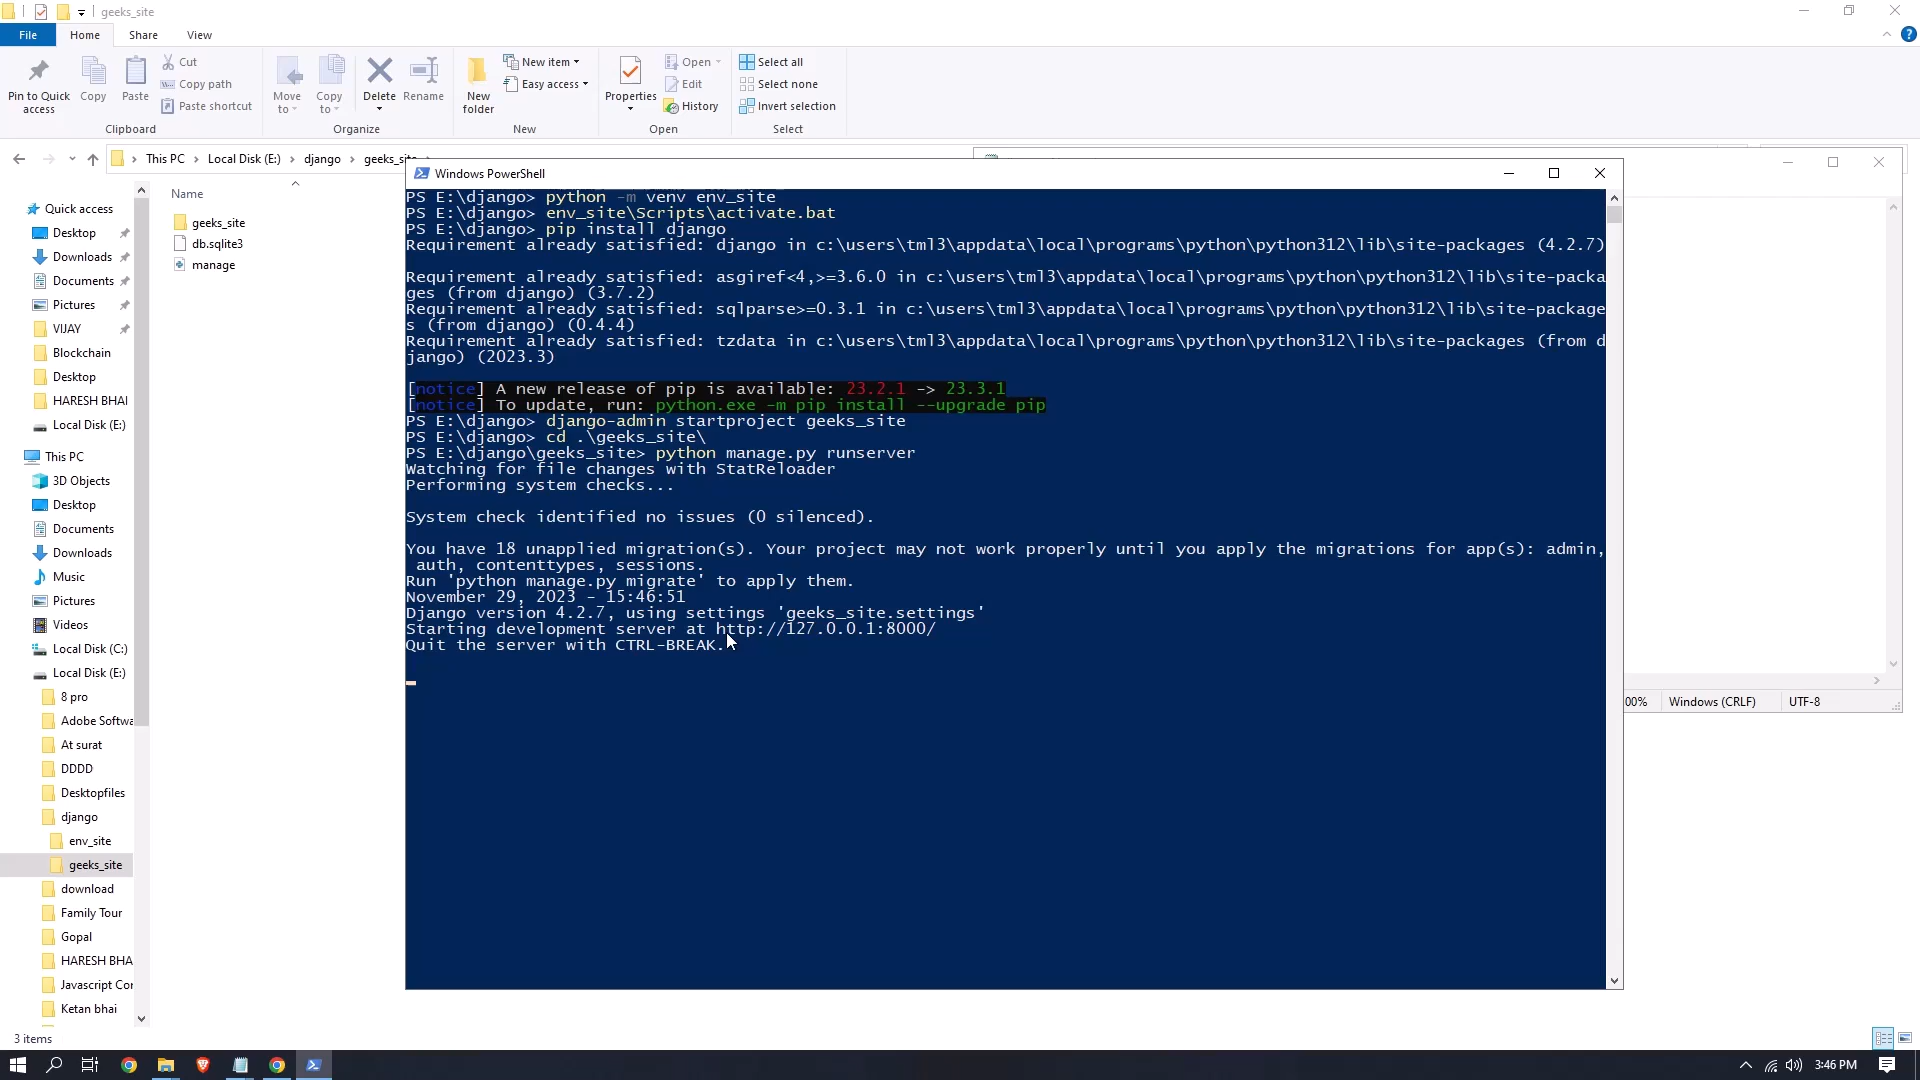 geeks_site
File
Home
Share
View
Pin to Quick access
Copy
Paste
Cut
Copy path
Paste shortcut
Clipboard
Move to
Copy to
Delete
Rename
Organize
New folder
New item
Easy access
New
Properties
Open
Edit
History
Open
Select all
Select none
Invert selection
Select
This PC
Local Disk (E:)
django
geeks_site
Name
geeks_site
db.sqlite3
manage
Quick access
Desktop
Downloads
Documents
Pictures
VIJAY
Blockchain
Desktop
HARESH BHAI
Local Disk (E:)
This PC
3D Objects
Desktop
Documents
Downloads
Music
Pictures
Videos
Local Disk (C:)
Local Disk (E:)
8 pro
Adobe Softwa
At surat
DDDD
Desktopfiles
django
env_site
geeks_site
download
Family Tour
Gopal
HARESH BHA
Javascript Cor
Ketan bhai
3 items
Windows PowerShell
PS E:\django> python -m venv env_site
PS E:\django> env_site\Scripts\activate.bat
PS E:\django> pip install django
Requirement already satisfied: django in c:\users\tml3\appdata\local\programs\python\python312\lib\site-packages (4.2.7)
Requirement already satisfied: asgiref<4,>=3.6.0 in c:\users\tml3\appdata\local\programs\python\python312\lib\site-packa
ges (from django) (3.7.2)
Requirement already satisfied: sqlparse>=0.3.1 in c:\users\tml3\appdata\local\programs\python\python312\lib\site-package
s (from django) (0.4.4)
Requirement already satisfied: tzdata in c:\users\tml3\appdata\local\programs\python\python312\lib\site-packages (from d
jango) (2023.3)
[notice] A new release of pip is available: 23.2.1 -> 23.3.1
[notice] To update, run: python.exe -m pip install --upgrade pip
PS E:\django> django-admin startproject geeks_site
PS E:\django> cd .\geeks_site\
PS E:\django\geeks_site> python manage.py runserver
Watching for file changes with StatReloader
Performing system checks...
System check identified no issues (0 silenced).
You have 18 unapplied migration(s). Your project may not work properly until you apply the migrations for app(s): admin,
auth, contenttypes, sessions.
Run 'python manage.py migrate' to apply them.
November 29, 2023 - 15:46:51
Django version 4.2.7, using settings 'geeks_site.settings'
Starting development server at http://127.0.0.1:8000/
Quit the server with CTRL-BREAK.
00%
Windows (CRLF)
UTF-8
3:46 PM